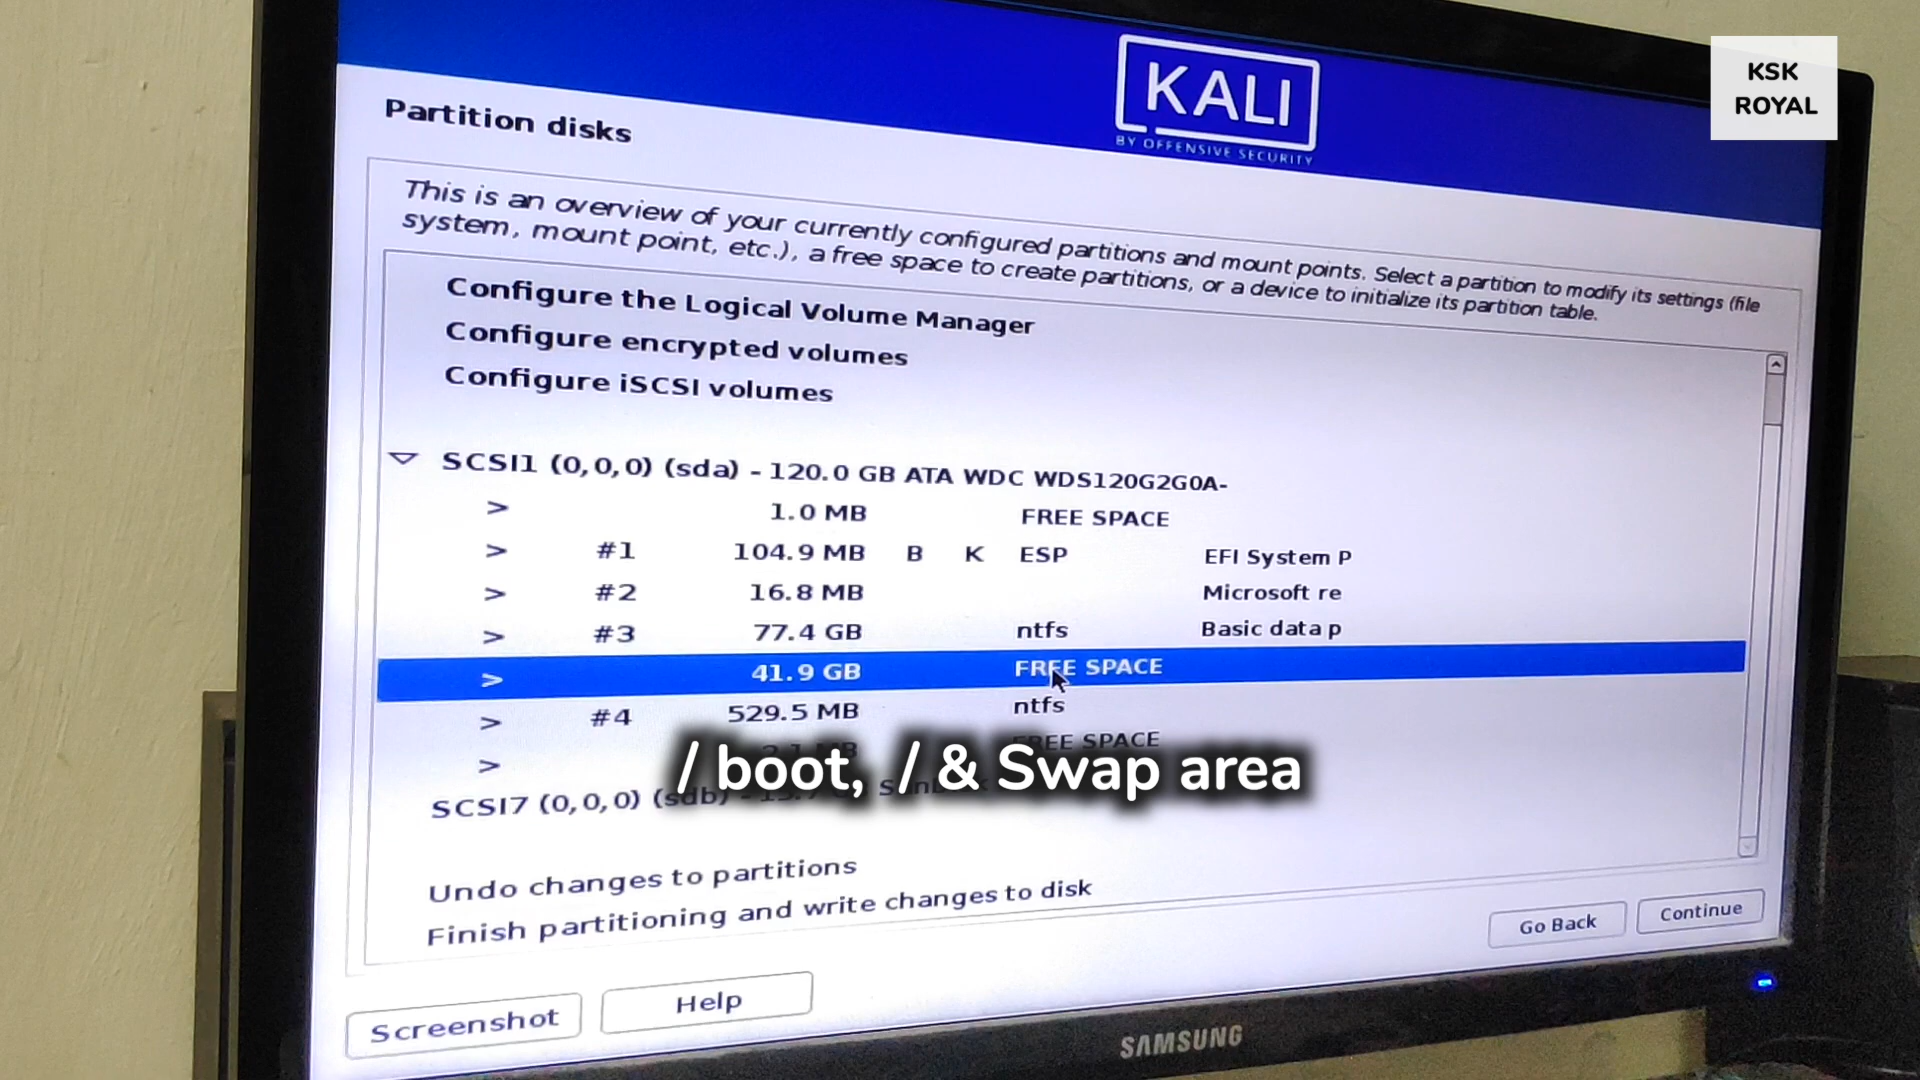 KSK
ROYAL
KALI
BY OFFENSIVE SECURITY
Partition disks
This is an overview of your currently configured partitions and mount points. Select a partition to modify its settings (file
system, mount point, etc.), a free space to create partitions, or a device to initialize its partition table.
Configure the Logical Volume Manager
Configure encrypted volumes
Configure iSCSI volumes
SCSI1 (0,0,0) (sda) - 120.0 GB ATA WDC WDS120G2G0A-
> 1.0 MB FREE SPACE
> #1 104.9 MB B K ESP EFI System P
> #2 16.8 MB Microsoft re
> #3 77.4 GB ntfs Basic data p
> 41.9 GB FREE SPACE
> #4 529.5 MB ntfs
> MB FREE SPACE
/ boot, / & Swap area
SCSI7 (0,0,0) (sdb) -
Undo changes to partitions
Finish partitioning and write changes to disk
Go Back
Continue
Screenshot
Help
SAMSUNG